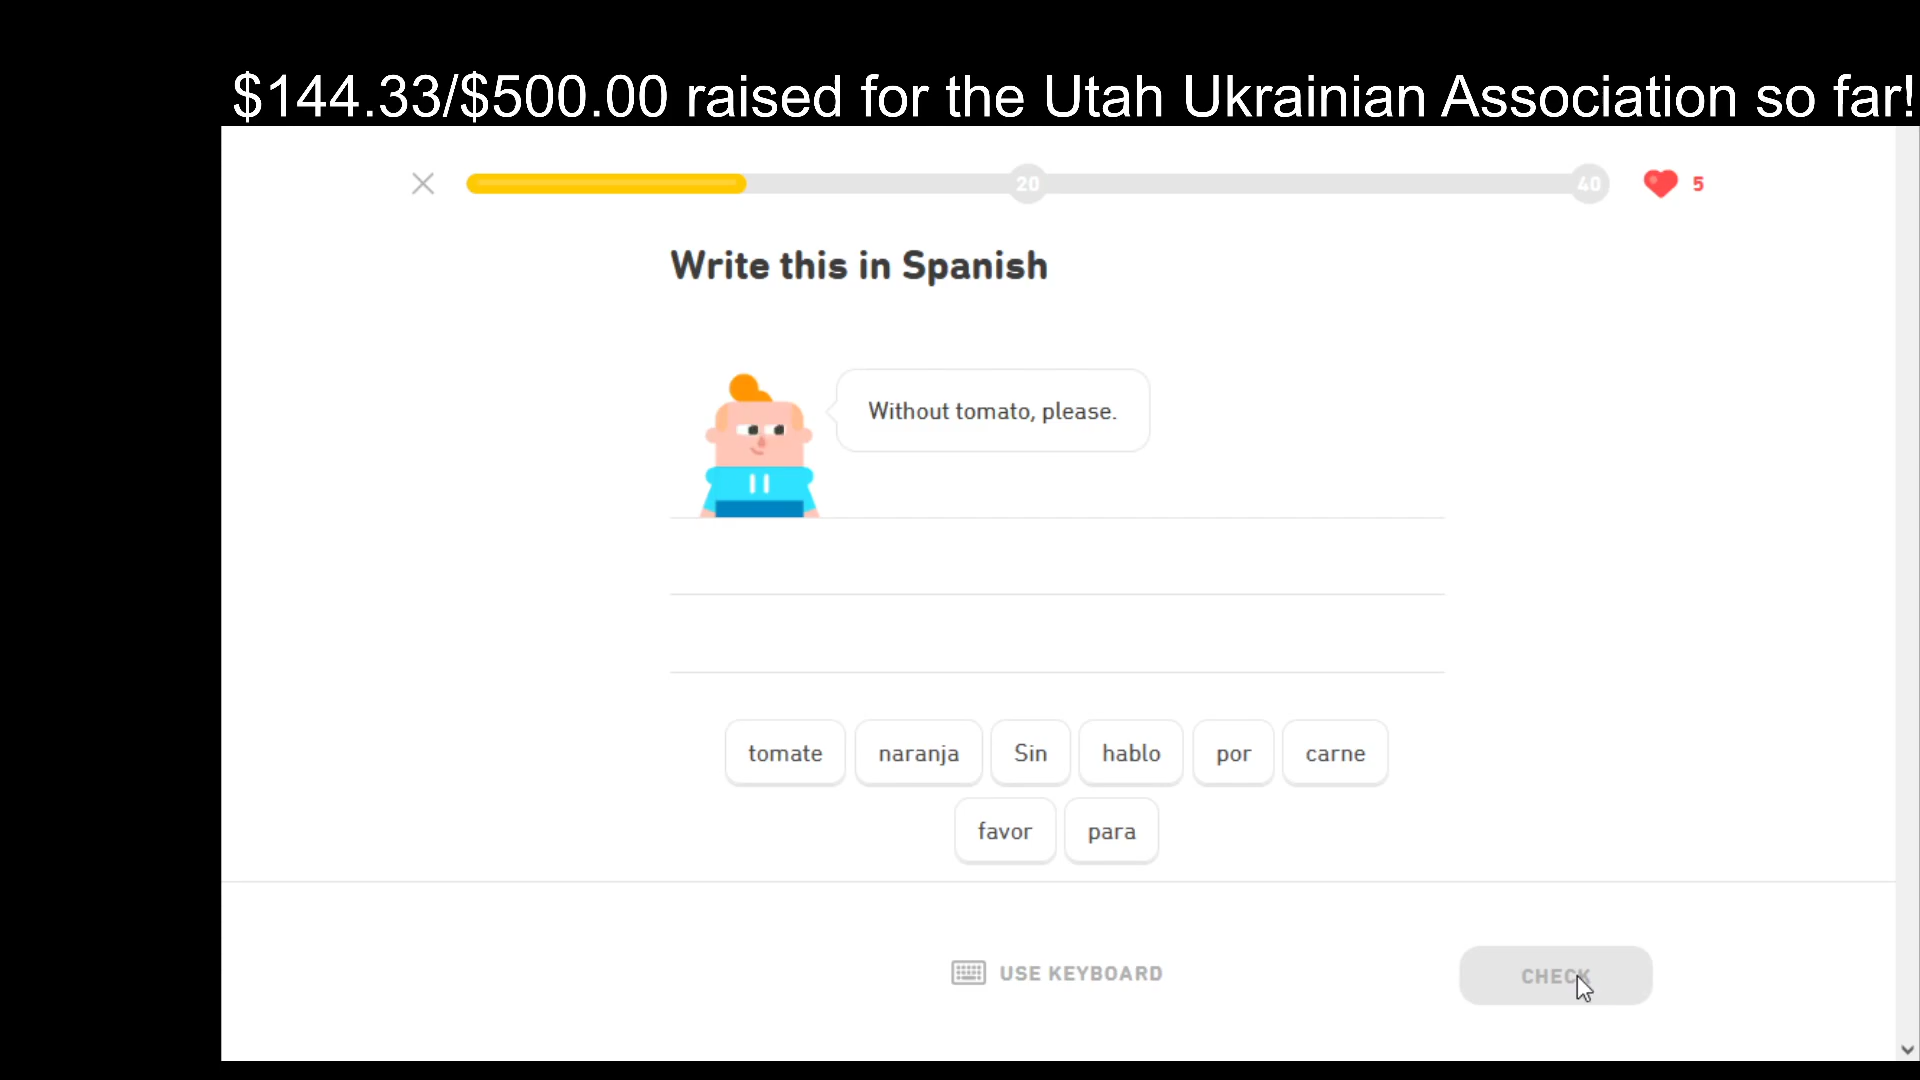 $144.33/$500.00 raised for the Utah Ukrainian Association so far!
20 40 5
Write this in Spanish
Without tomato, please.
tomate naranja Sin hablo por carne
favor para
USE KEYBOARD CHECK